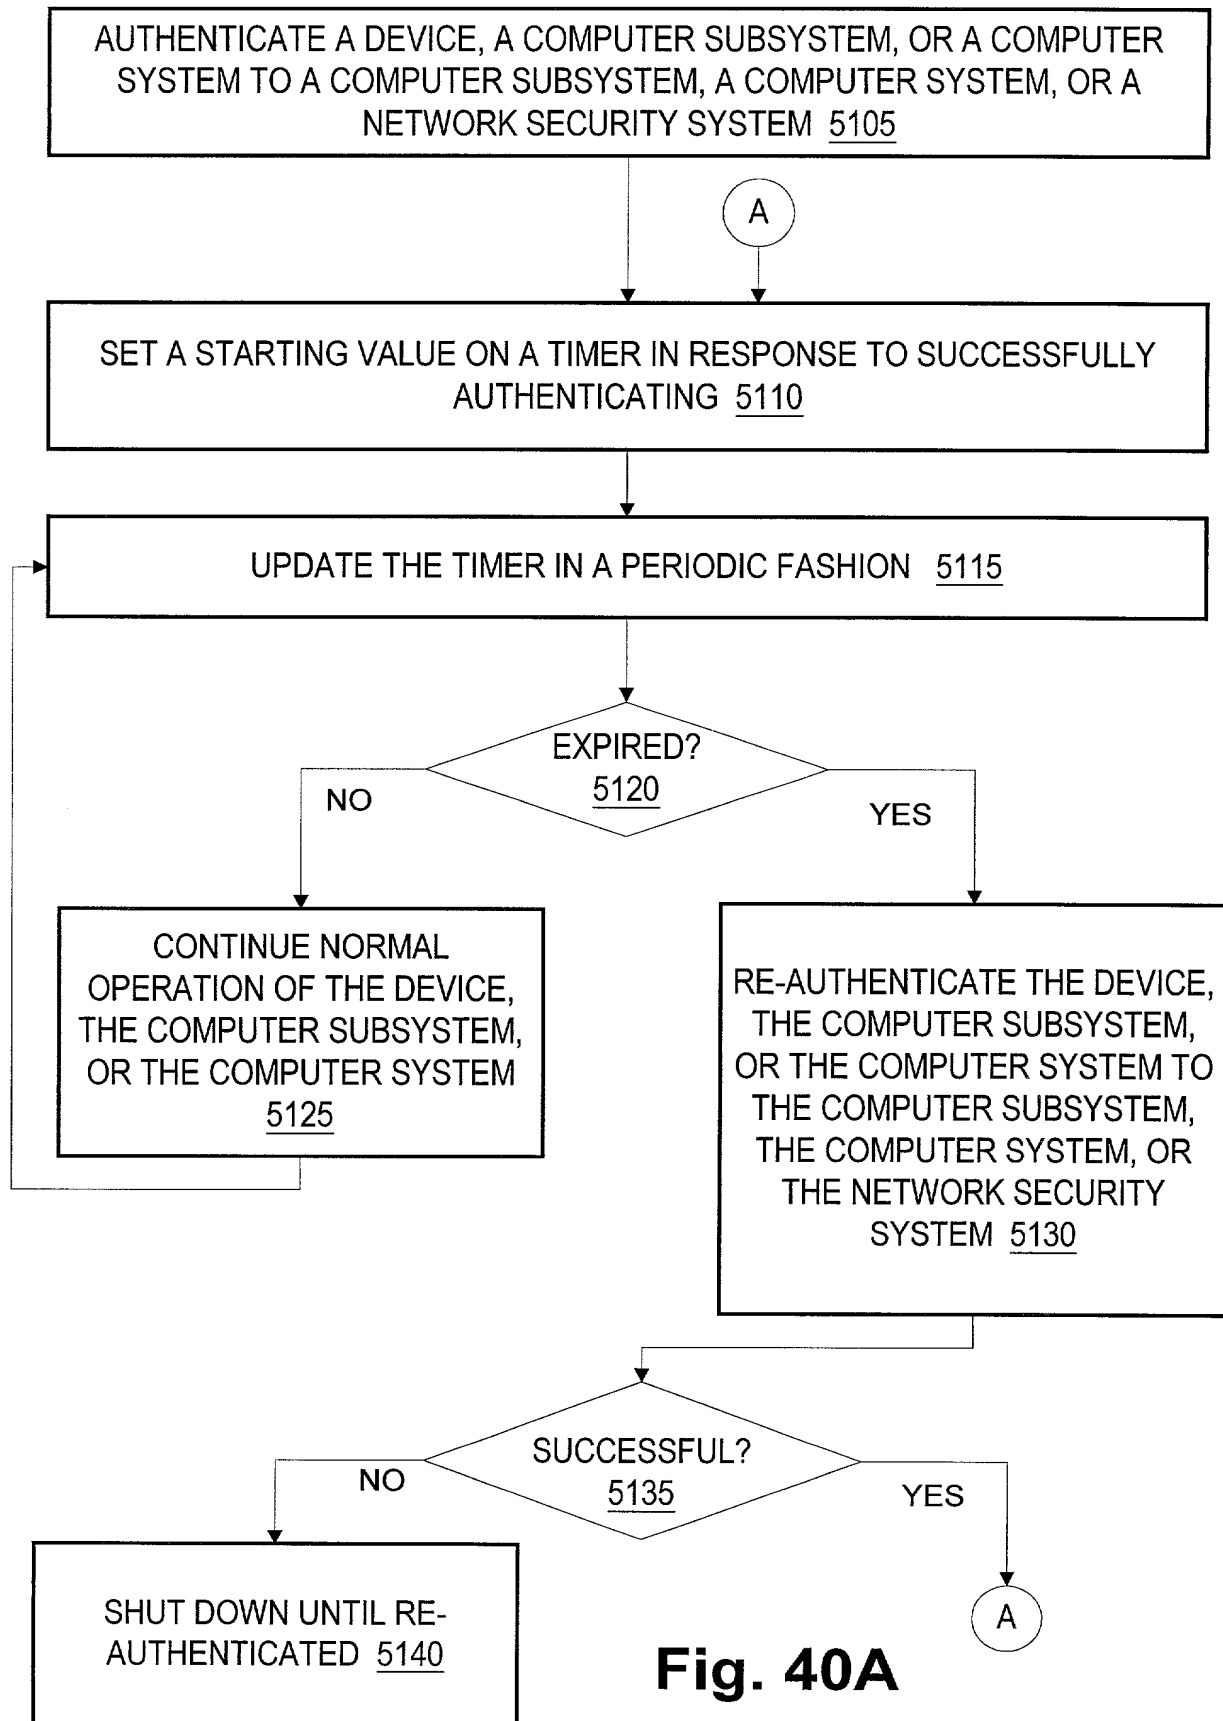 AUTHENTICATE A DEVICE, A COMPUTER SUBSYSTEM, OR A COMPUTER
SYSTEM TO A COMPUTER SUBSYSTEM, A COMPUTER SYSTEM, OR A
NETWORK SECURITY SYSTEM 5105
A
SET A STARTING VALUE ON A TIMER IN RESPONSE TO SUCCESSFULLY
AUTHENTICATING 5110
UPDATE THE TIMER IN A PERIODIC FASHION 5115
EXPIRED?
5120
NO
YES
CONTINUE NORMAL
OPERATION OF THE DEVICE,
THE COMPUTER SUBSYSTEM,
OR THE COMPUTER SYSTEM
5125
RE-AUTHENTICATE THE DEVICE,
THE COMPUTER SUBSYSTEM,
OR THE COMPUTER SYSTEM TO
THE COMPUTER SUBSYSTEM,
THE COMPUTER SYSTEM, OR
THE NETWORK SECURITY
SYSTEM 5130
SUCCESSFUL?
5135
NO
YES
SHUT DOWN UNTIL RE-
AUTHENTICATED 5140
A
Fig. 40A